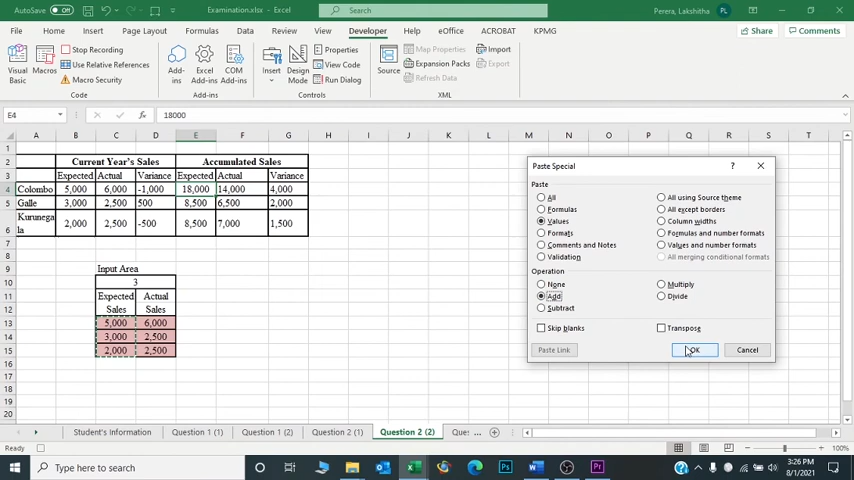 AutoSave Off Examination.xlsx - Excel Search Perera, Lakshitha PL
File Home Insert Page Layout Formulas Data Review View Developer Help eOffice ACROBAT KPMG Share Comments
Visual Basic Macros Stop Recording Use Relative References Macro Security Add-ins Excel Add-ins COM Add-ins Insert Design Mode Properties View Code Run Dialog Source Map Properties Expansion Packs Refresh Data Import Export
Code Add-ins Controls XML
E4 fx 18000
A B C D E F G H I J K L M N O P Q R S T
1
2 Current Year's Sales Accumulated Sales
3 Expected Actual Variance Expected Actual Variance
4 Colombo 5,000 6,000 -1,000 18,000 14,000 4,000
5 Galle 3,000 2,500 500 8,500 6,500 2,000
6 Kurunegala 2,000 2,500 -500 8,500 7,000 1,500
7
8
9 Input Area
10 3
11 Expected Actual
12 Sales Sales
13 5,000 6,000
14 3,000 2,500
15 2,000 2,500
16
17
18
19
20
Paste Special ?
Paste
All All using Source theme
Formulas All except borders
Values Column widths
Formats Formulas and number formats
Comments and Notes Values and number formats
Validation All merging conditional formats
Operation
None Multiply
Add Divide
Subtract
Skip blanks Transpose
Paste Link OK Cancel
Student's Information Question 1 (1) Question 1 (2) Question 2 (1) Question 2 (2) Que: ...
Ready 100%
Type here to search 3:26 PM
8/1/2021